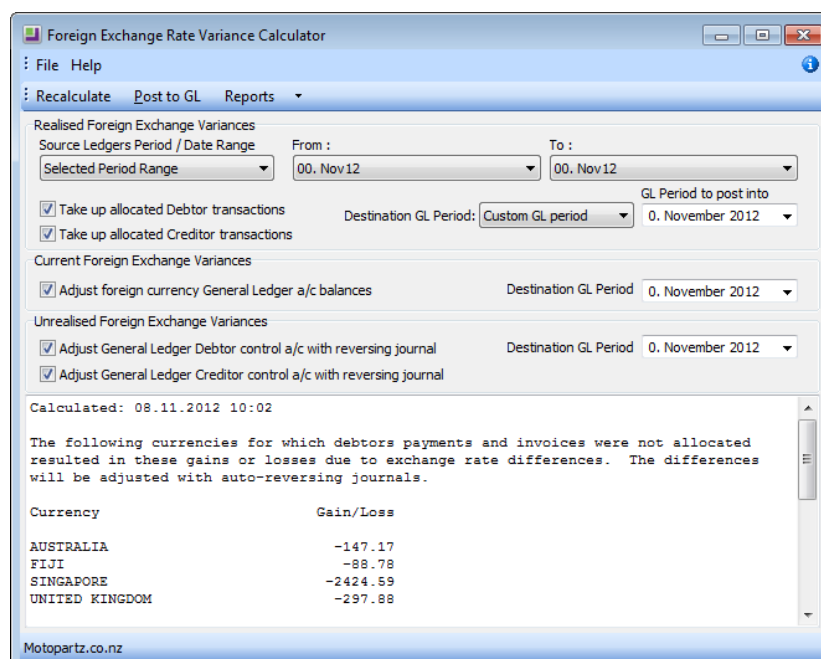 Foreign Exchange Rate Variance Calculator
File Help
Recalculate Post to GL Reports
Realised Foreign Exchange Variances
Source Ledgers Period / Date Range From : To :
Selected Period Range 00. Nov12 00. Nov12
GL Period to post into
Take up allocated Debtor transactions Destination GL Period: Custom GL period 0. November 2012
Take up allocated Creditor transactions
Current Foreign Exchange Variances
Adjust foreign currency General Ledger a/c balances Destination GL Period 0. November 2012
Unrealised Foreign Exchange Variances
Adjust General Ledger Debtor control a/c with reversing journal Destination GL Period 0. November 2012
Adjust General Ledger Creditor control a/c with reversing journal
Calculated: 08.11.2012 10:02
The following currencies for which debtors payments and invoices were not allocated
resulted in these gains or losses due to exchange rate differences. The differences
will be adjusted with auto-reversing journals.
Currency Gain/Loss
AUSTRALIA -147.17
FIJI -88.78
SINGAPORE -2424.59
UNITED KINGDOM -297.88
Motopartz.co.nz